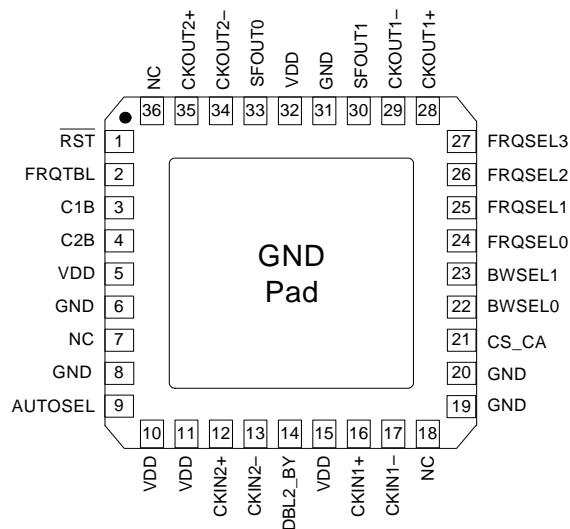 NC
CKOUT2+
CKOUT2–
SFOUT0
VDD
GND
SFOUT1
CKOUT1–
CKOUT1+
36 35 34 33 32 31 30 29 28
RST 1
FRQTBL 2
C1B 3
C2B 4
VDD 5
GND 6
NC 7
GND 8
AUTOSEL 9
GND
Pad
27 FRQSEL3
26 FRQSEL2
25 FRQSEL1
24 FRQSEL0
23 BWSEL1
22 BWSEL0
21 CS_CA
20 GND
19 GND
10 11 12 13 14 15 16 17 18
VDD
VDD
CKIN2+
CKIN2–
DBL2_BY
VDD
CKIN1+
CKIN1–
NC